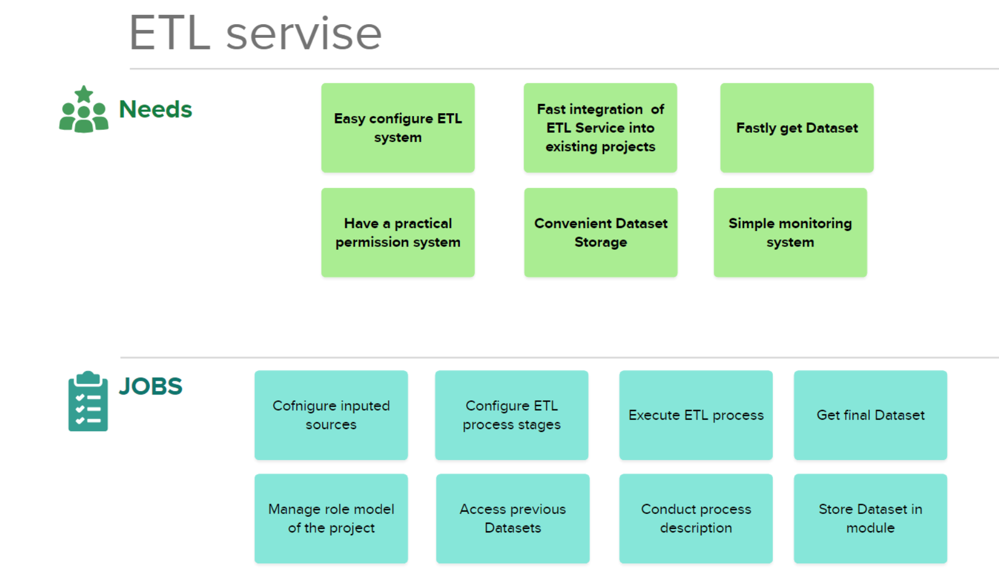 ETL servise
Needs
Easy configure ETL
system
Fast integration of
ETL Service into
existing projects
Fastly get Dataset
Have a practical
permission system
Convenient Dataset
Storage
Simple monitoring
system
JOBS
Cofnigure inputed
sources
Configure ETL
process stages
Execute ETL process
Get final Dataset
Manage role model
of the project
Access previous
Datasets
Conduct process
description
Store Dataset in
module